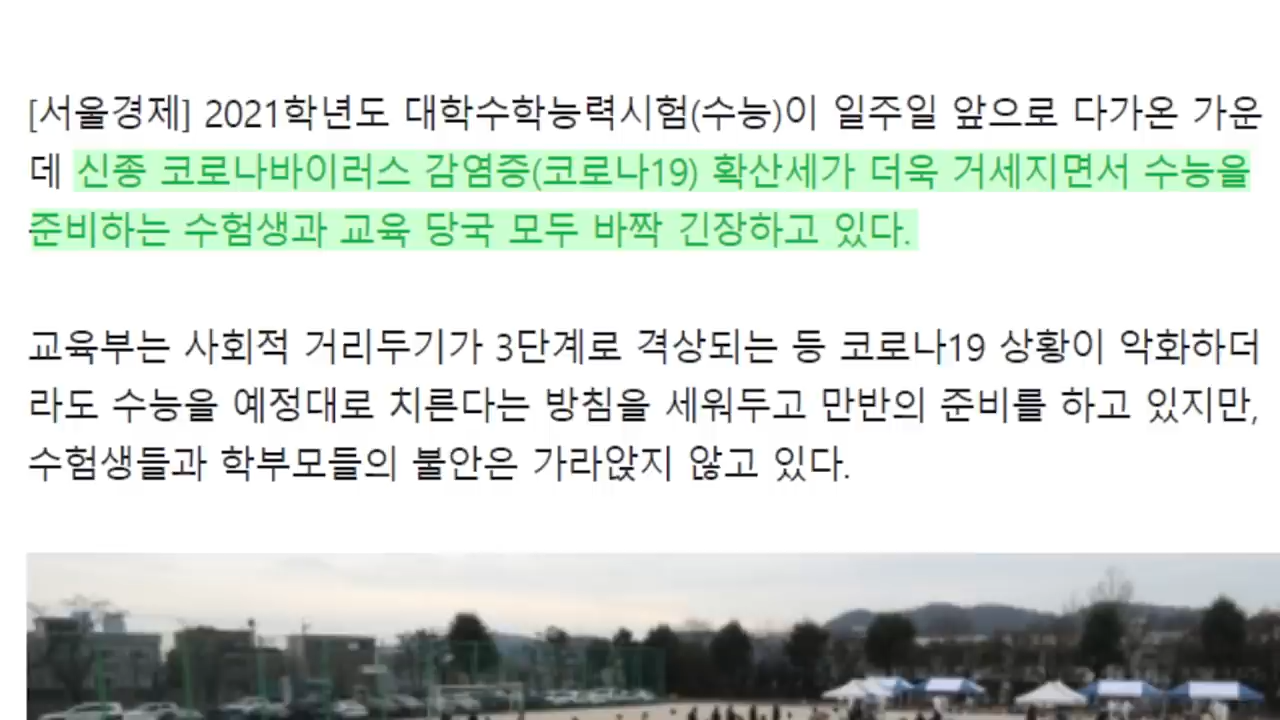 [서울경제] 2021학년도 대학수학능력시험(수능)이 일주일 앞으로 다가온 가운
데 신종 코로나바이러스 감염증(코로나19) 확산세가 더욱 거세지면서 수능을
준비하는 수험생과 교육 당국 모두 바짝 긴장하고 있다.
교육부는 사회적 거리두기가 3단계로 격상되는 등 코로나19 상황이 악화하더
라도 수능을 예정대로 치른다는 방침을 세워두고 만반의 준비를 하고 있지만,
수험생들과 학부모들의 불안은 가라앉지 않고 있다.